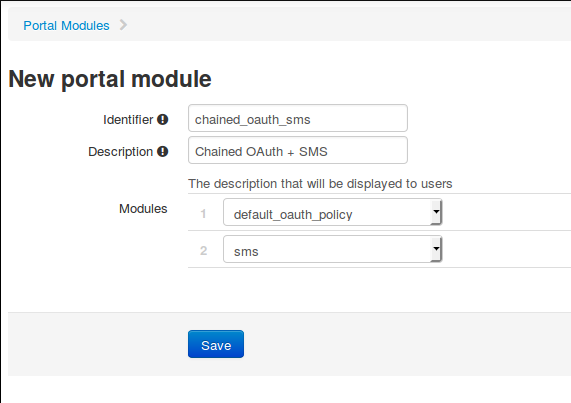 Portal Modules
New portal module
Identifier
chained_oauth_sms
Description
Chained OAuth + SMS
The description that will be displayed to users
Modules
1 default_oauth_policy
2 sms
Save